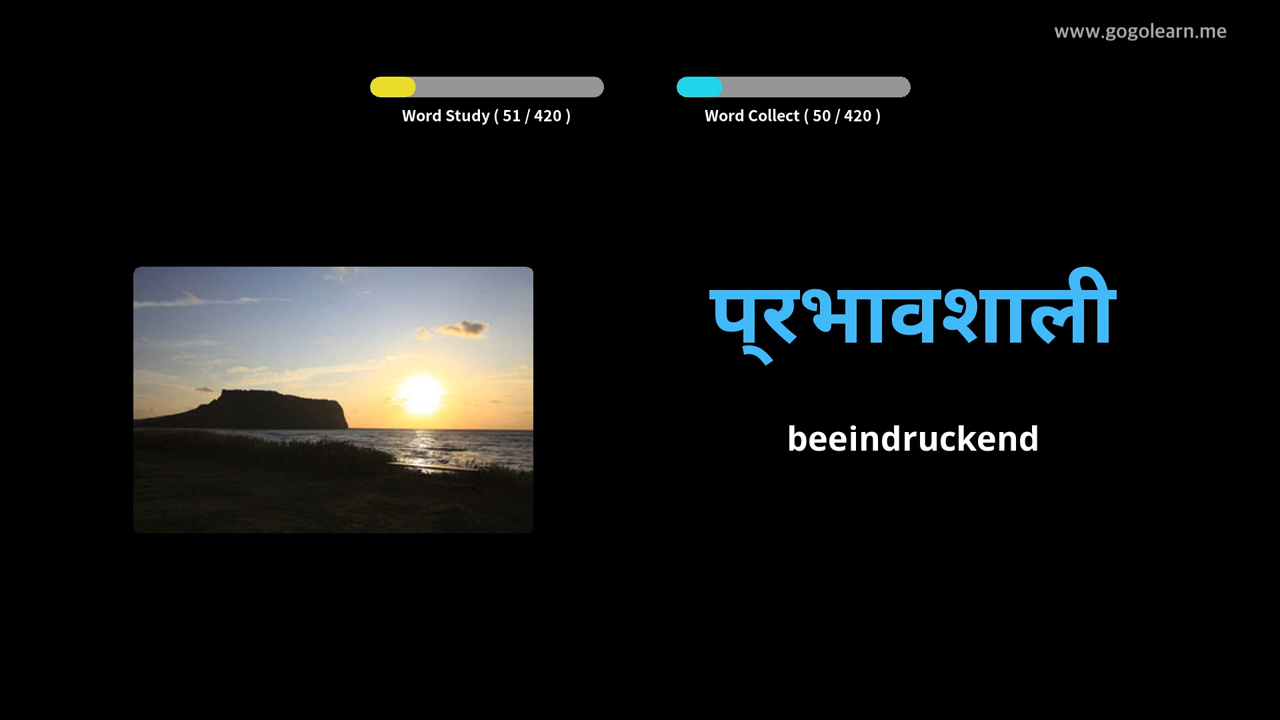 www.gogolearn.me
Word Study ( 51 / 420 )
Word Collect ( 50 / 420 )
प्रभावशाली
beeindruckend